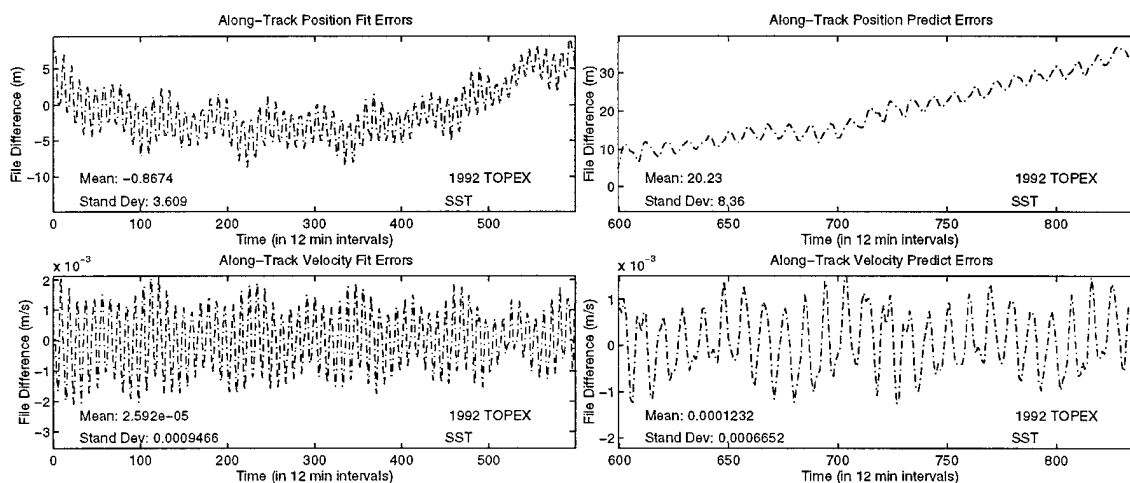 Along-Track Position Fit Errors
File Difference (m)
5
0
-5
-10
Mean: -0.8674
Stand Dev: 3.609
1992 TOPEX
SST
0 100 200 300 400 500
Time (in 12 min intervals)
Along-Track Position Predict Errors
File Difference (m)
30
20
10
0
Mean: 20.23
Stand Dev: 8.36
1992 TOPEX
SST
600 650 700 750 800
Time (in 12 min intervals)
Along-Track Velocity Fit Errors
x 10⁻³
File Difference (m/s)
2
1
0
-1
-2
-3
Mean: 2.592e-05
Stand Dev: 0.0009466
1992 TOPEX
SST
0 100 200 300 400 500
Time (in 12 min intervals)
Along-Track Velocity Predict Errors
x 10⁻³
File Difference (m/s)
1
0
-1
-2
Mean: 0.0001232
Stand Dev: 0.0006652
1992 TOPEX
SST
600 650 700 750 800
Time (in 12 min intervals)